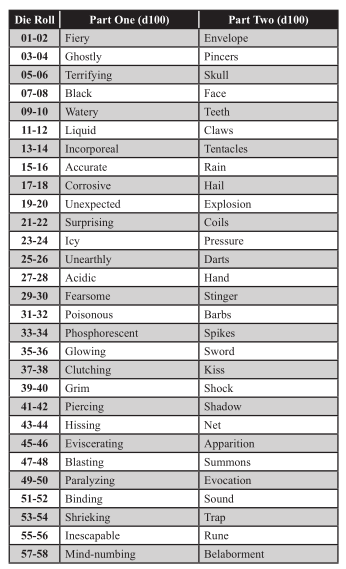 Die Roll Part One (d100) Part Two (d100)
01-02 Fiery Envelope
03-04 Ghostly Pincers
05-06 Terrifying Skull
07-08 Black Face
09-10 Watery Teeth
11-12 Liquid Claws
13-14 Incorporeal Tentacles
15-16 Accurate Rain
17-18 Corrosive Hail
19-20 Unexpected Explosion
21-22 Surprising Coils
23-24 Icy Pressure
25-26 Unearthly Darts
27-28 Acidic Hand
29-30 Fearsome Stinger
31-32 Poisonous Barbs
33-34 Phosphorescent Spikes
35-36 Glowing Sword
37-38 Clutching Kiss
39-40 Grim Shock
41-42 Piercing Shadow
43-44 Hissing Net
45-46 Eviscerating Apparition
47-48 Blasting Summons
49-50 Paralyzing Evocation
51-52 Binding Sound
53-54 Shrieking Trap
55-56 Inescapable Rune
57-58 Mind-numbing Belaborment